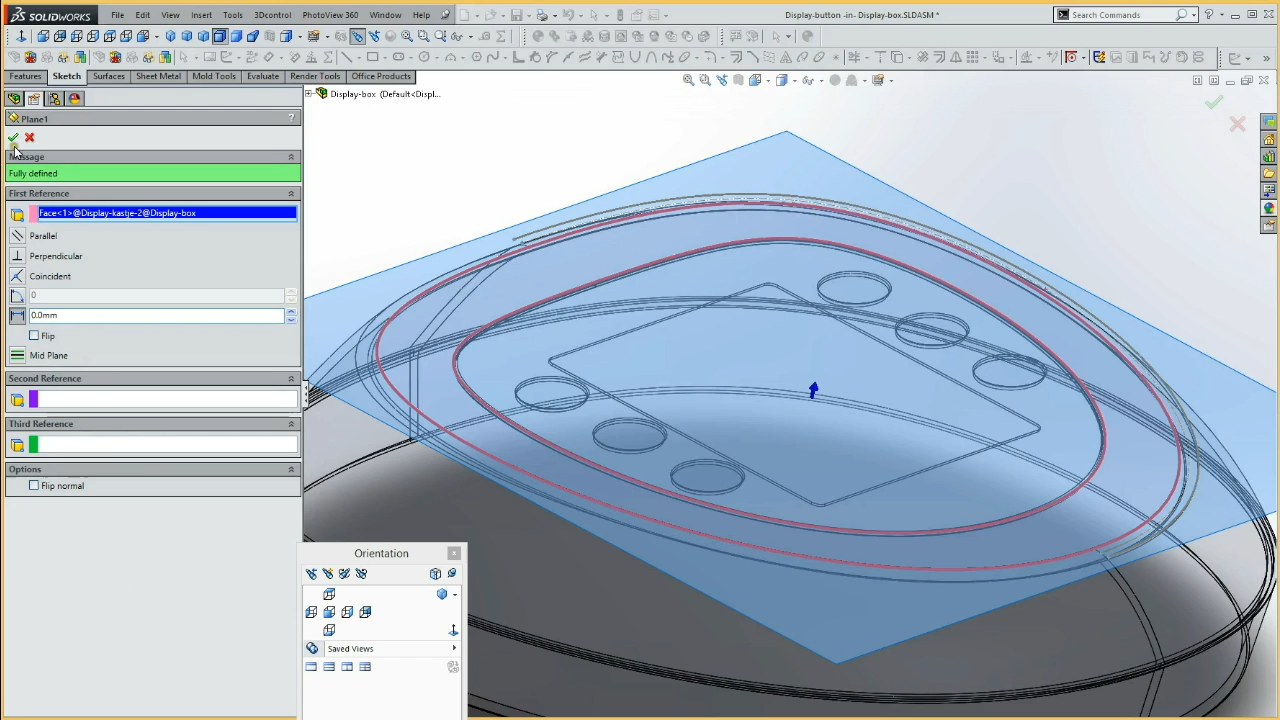 SOLIDWORKS File Edit View Insert Tools 3Dcontrol PhotoView 360 Window Help Display-button -in- Display-box.SLDASM * Search Commands ?
Features Sketch Surfaces Sheet Metal Mold Tools Evaluate Render Tools Office Products
Display-box (Default<Displ...
Plane1 ?
Message
Fully defined
First Reference
Face<1>@Display-kastje-2@Display-box
Parallel
Perpendicular
Coincident
0
0.0mm
Flip
Mid Plane
Second Reference
Third Reference
Options
Flip normal
Orientation
Saved Views